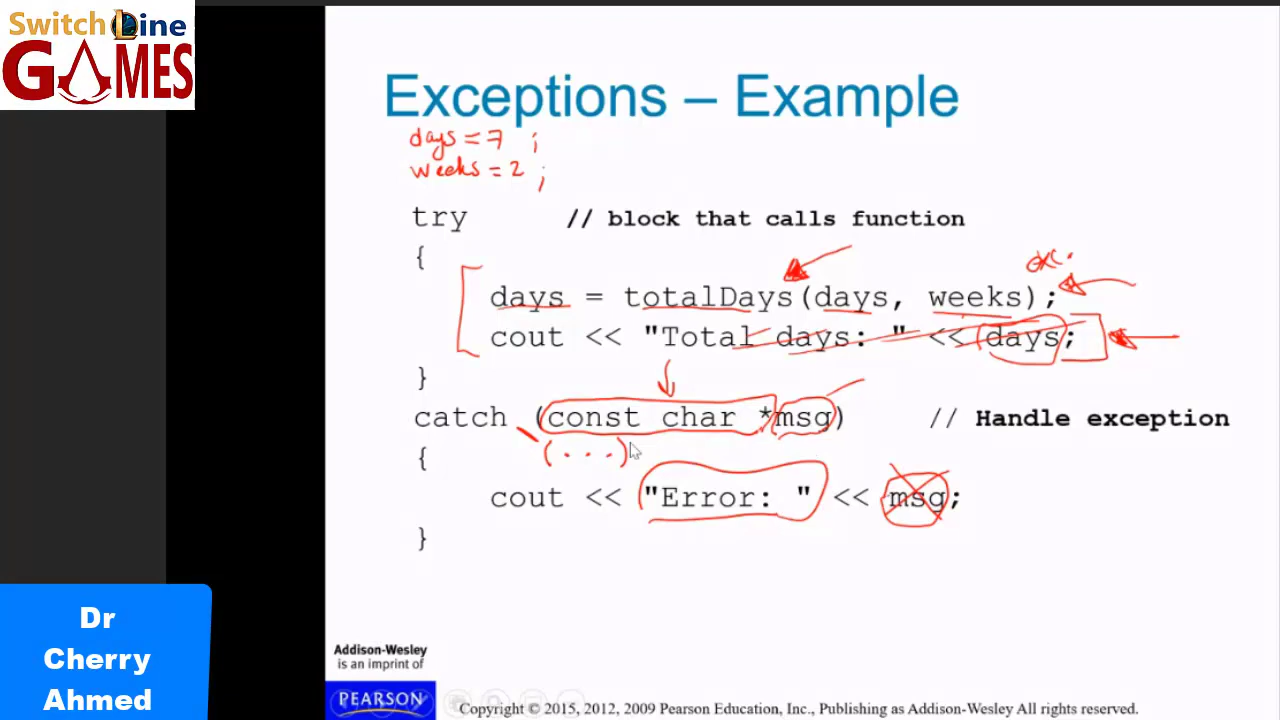 Switch Line
GAMES
Exceptions – Example
days = 7 ;
weeks = 2 ;
try // block that calls function
{
exc.
days = totalDays(days, weeks);
cout << "Total days: " << days;
}
catch (const char *msg) // Handle exception
(...)
{
cout << "Error: " << msg;
}
Dr
Cherry
Ahmed
Addison-Wesley
is an imprint of
PEARSON
Copyright © 2015, 2012, 2009 Pearson Education, Inc., Publishing as Addison-Wesley All rights reserved.